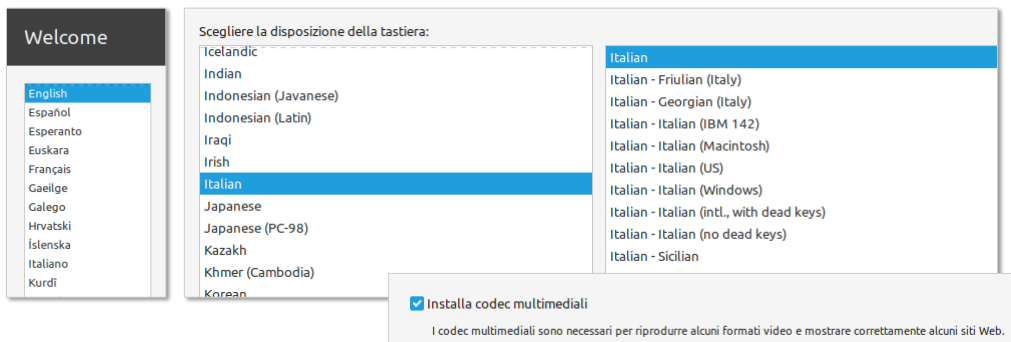 Welcome
English
Español
Esperanto
Euskara
Français
Gaeilge
Galego
Hrvatski
Íslenska
Italiano
Kurdî
Scegliere la disposizione della tastiera:
Icelandic
Indian
Indonesian (Javanese)
Indonesian (Latin)
Iraqi
Irish
Italian
Japanese
Japanese (PC-98)
Kazakh
Khmer (Cambodia)
Korean
Italian
Italian - Friulian (Italy)
Italian - Georgian (Italy)
Italian - Italian (IBM 142)
Italian - Italian (Macintosh)
Italian - Italian (US)
Italian - Italian (Windows)
Italian - Italian (intl., with dead keys)
Italian - Italian (no dead keys)
Italian - Sicilian
Installa codec multimediali
I codec multimediali sono necessari per riprodurre alcuni formati video e mostrare correttamente alcuni siti Web.